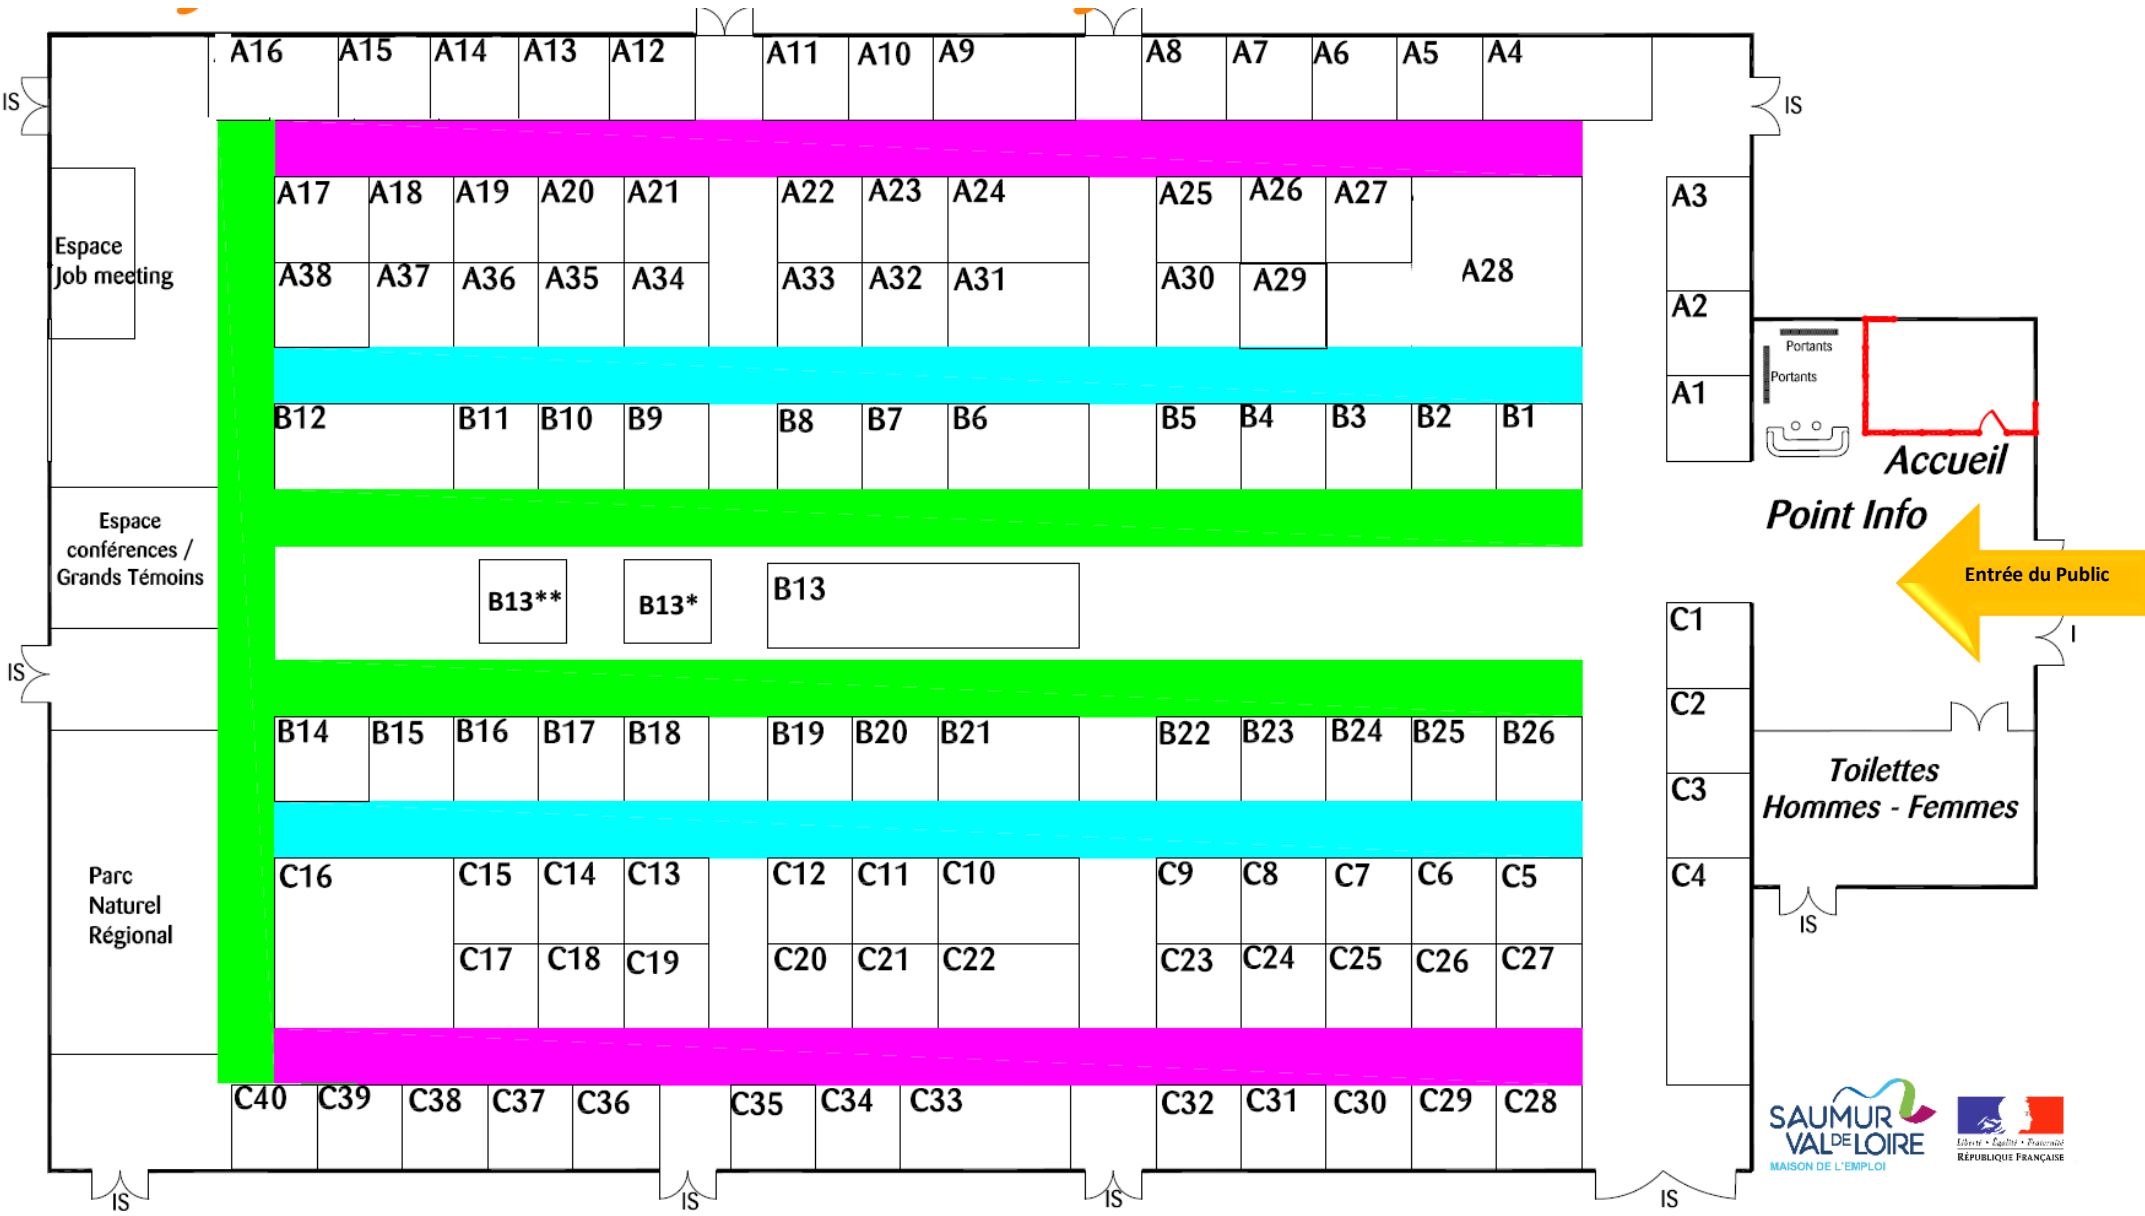 A16 A15 A14 A13 A12 A11 A10 A9 A8 A7 A6 A5 A4
IS
IS
A17 A18 A19 A20 A21 A22 A23 A24 A25 A26 A27
A3
Espace
Job meeting
A38 A37 A36 A35 A34 A33 A32 A31 A30 A29 A28
A2
Portants
Portants
A1
B12 B11 B10 B9 B8 B7 B6 B5 B4 B3 B2 B1
Accueil
Point Info
Espace
conférences /
Grands Témoins
Entrée du Public
B13** B13* B13
C1
I
IS
C2
B14 B15 B16 B17 B18 B19 B20 B21 B22 B23 B24 B25 B26
Toilettes
Hommes - Femmes
C3
Parc
Naturel
Régional
C16 C15 C14 C13 C12 C11 C10 C9 C8 C7 C6 C5
C4
IS
C17 C18 C19 C20 C21 C22 C23 C24 C25 C26 C27
C40 C39 C38 C37 C36 C35 C34 C33 C32 C31 C30 C29 C28
SAUMUR
VAL DE LOIRE
MAISON DE L'EMPLOI
Liberté • Égalité • Fraternité
RÉPUBLIQUE FRANÇAISE
IS
IS
IS
IS